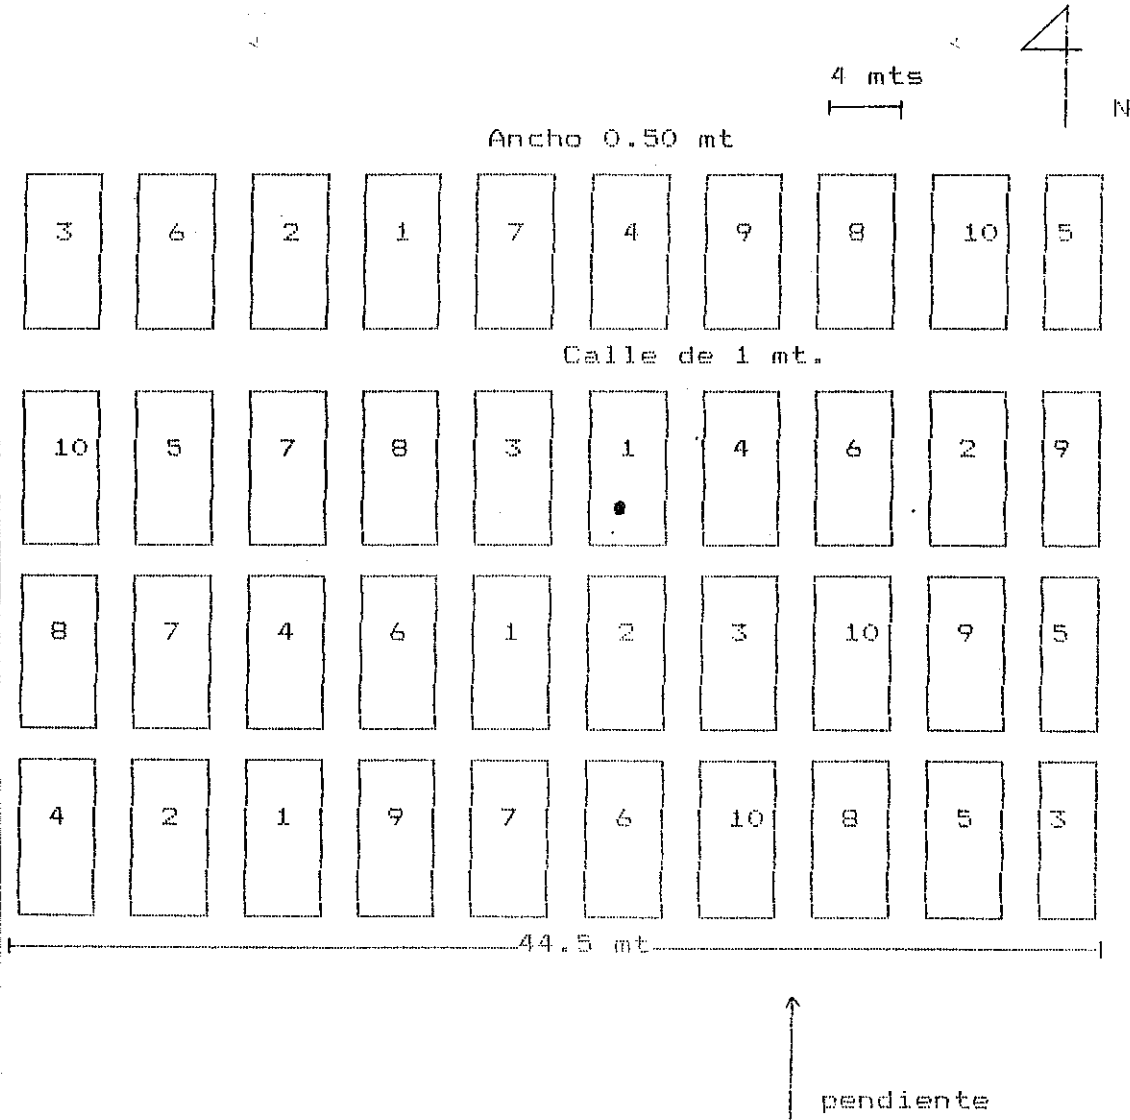 4 mts
N
Ancho 0.50 mt
3 6 2 1 7 4 9 8 10 5
Calle de 1 mt.
10 5 7 8 3 1 4 6 2 9
8 7 4 6 1 2 3 10 9 5
4 2 1 9 7 6 10 8 5 3
44.5 mt
pendiente